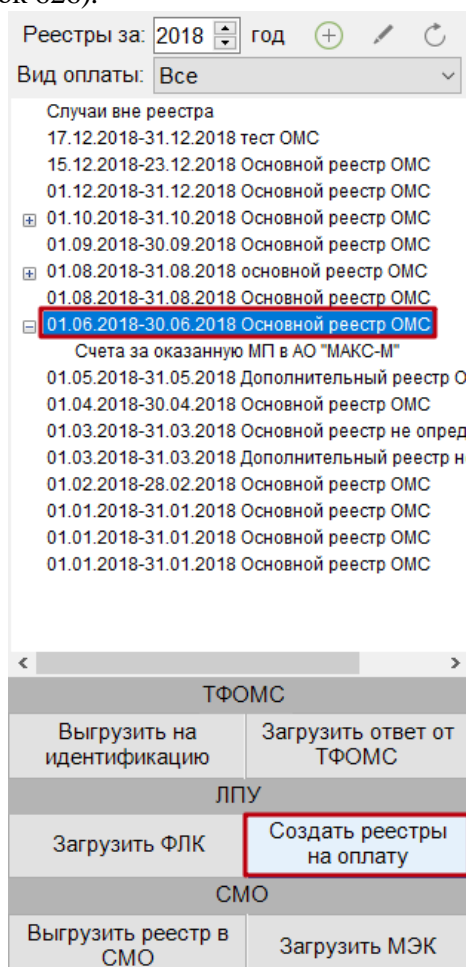 Реестры за: 2018 год
Вид оплаты: Все
Случаи вне реестра
17.12.2018-31.12.2018 тест ОМС
15.12.2018-23.12.2018 Основной реестр ОМС
01.12.2018-31.12.2018 Основной реестр ОМС
01.10.2018-31.10.2018 Основной реестр ОМС
01.09.2018-30.09.2018 Основной реестр ОМС
01.08.2018-31.08.2018 основной реестр ОМС
01.08.2018-31.08.2018 Основной реестр ОМС
01.06.2018-30.06.2018 Основной реестр ОМС
Счета за оказанную МП в АО "МАКС-М"
01.05.2018-31.05.2018 Дополнительный реестр О
01.04.2018-30.04.2018 Основной реестр ОМС
01.03.2018-31.03.2018 Основной реестр не опред
01.03.2018-31.03.2018 Дополнительный реестр н
01.02.2018-28.02.2018 Основной реестр ОМС
01.01.2018-31.01.2018 Основной реестр ОМС
01.01.2018-31.01.2018 Основной реестр ОМС
01.01.2018-31.01.2018 Основной реестр ОМС
ТФОМС
Выгрузить на
идентификацию
Загрузить ответ от
ТФОМС
ЛПУ
Загрузить ФЛК
Создать реестры
на оплату
СМО
Выгрузить реестр в
СМО
Загрузить МЭК